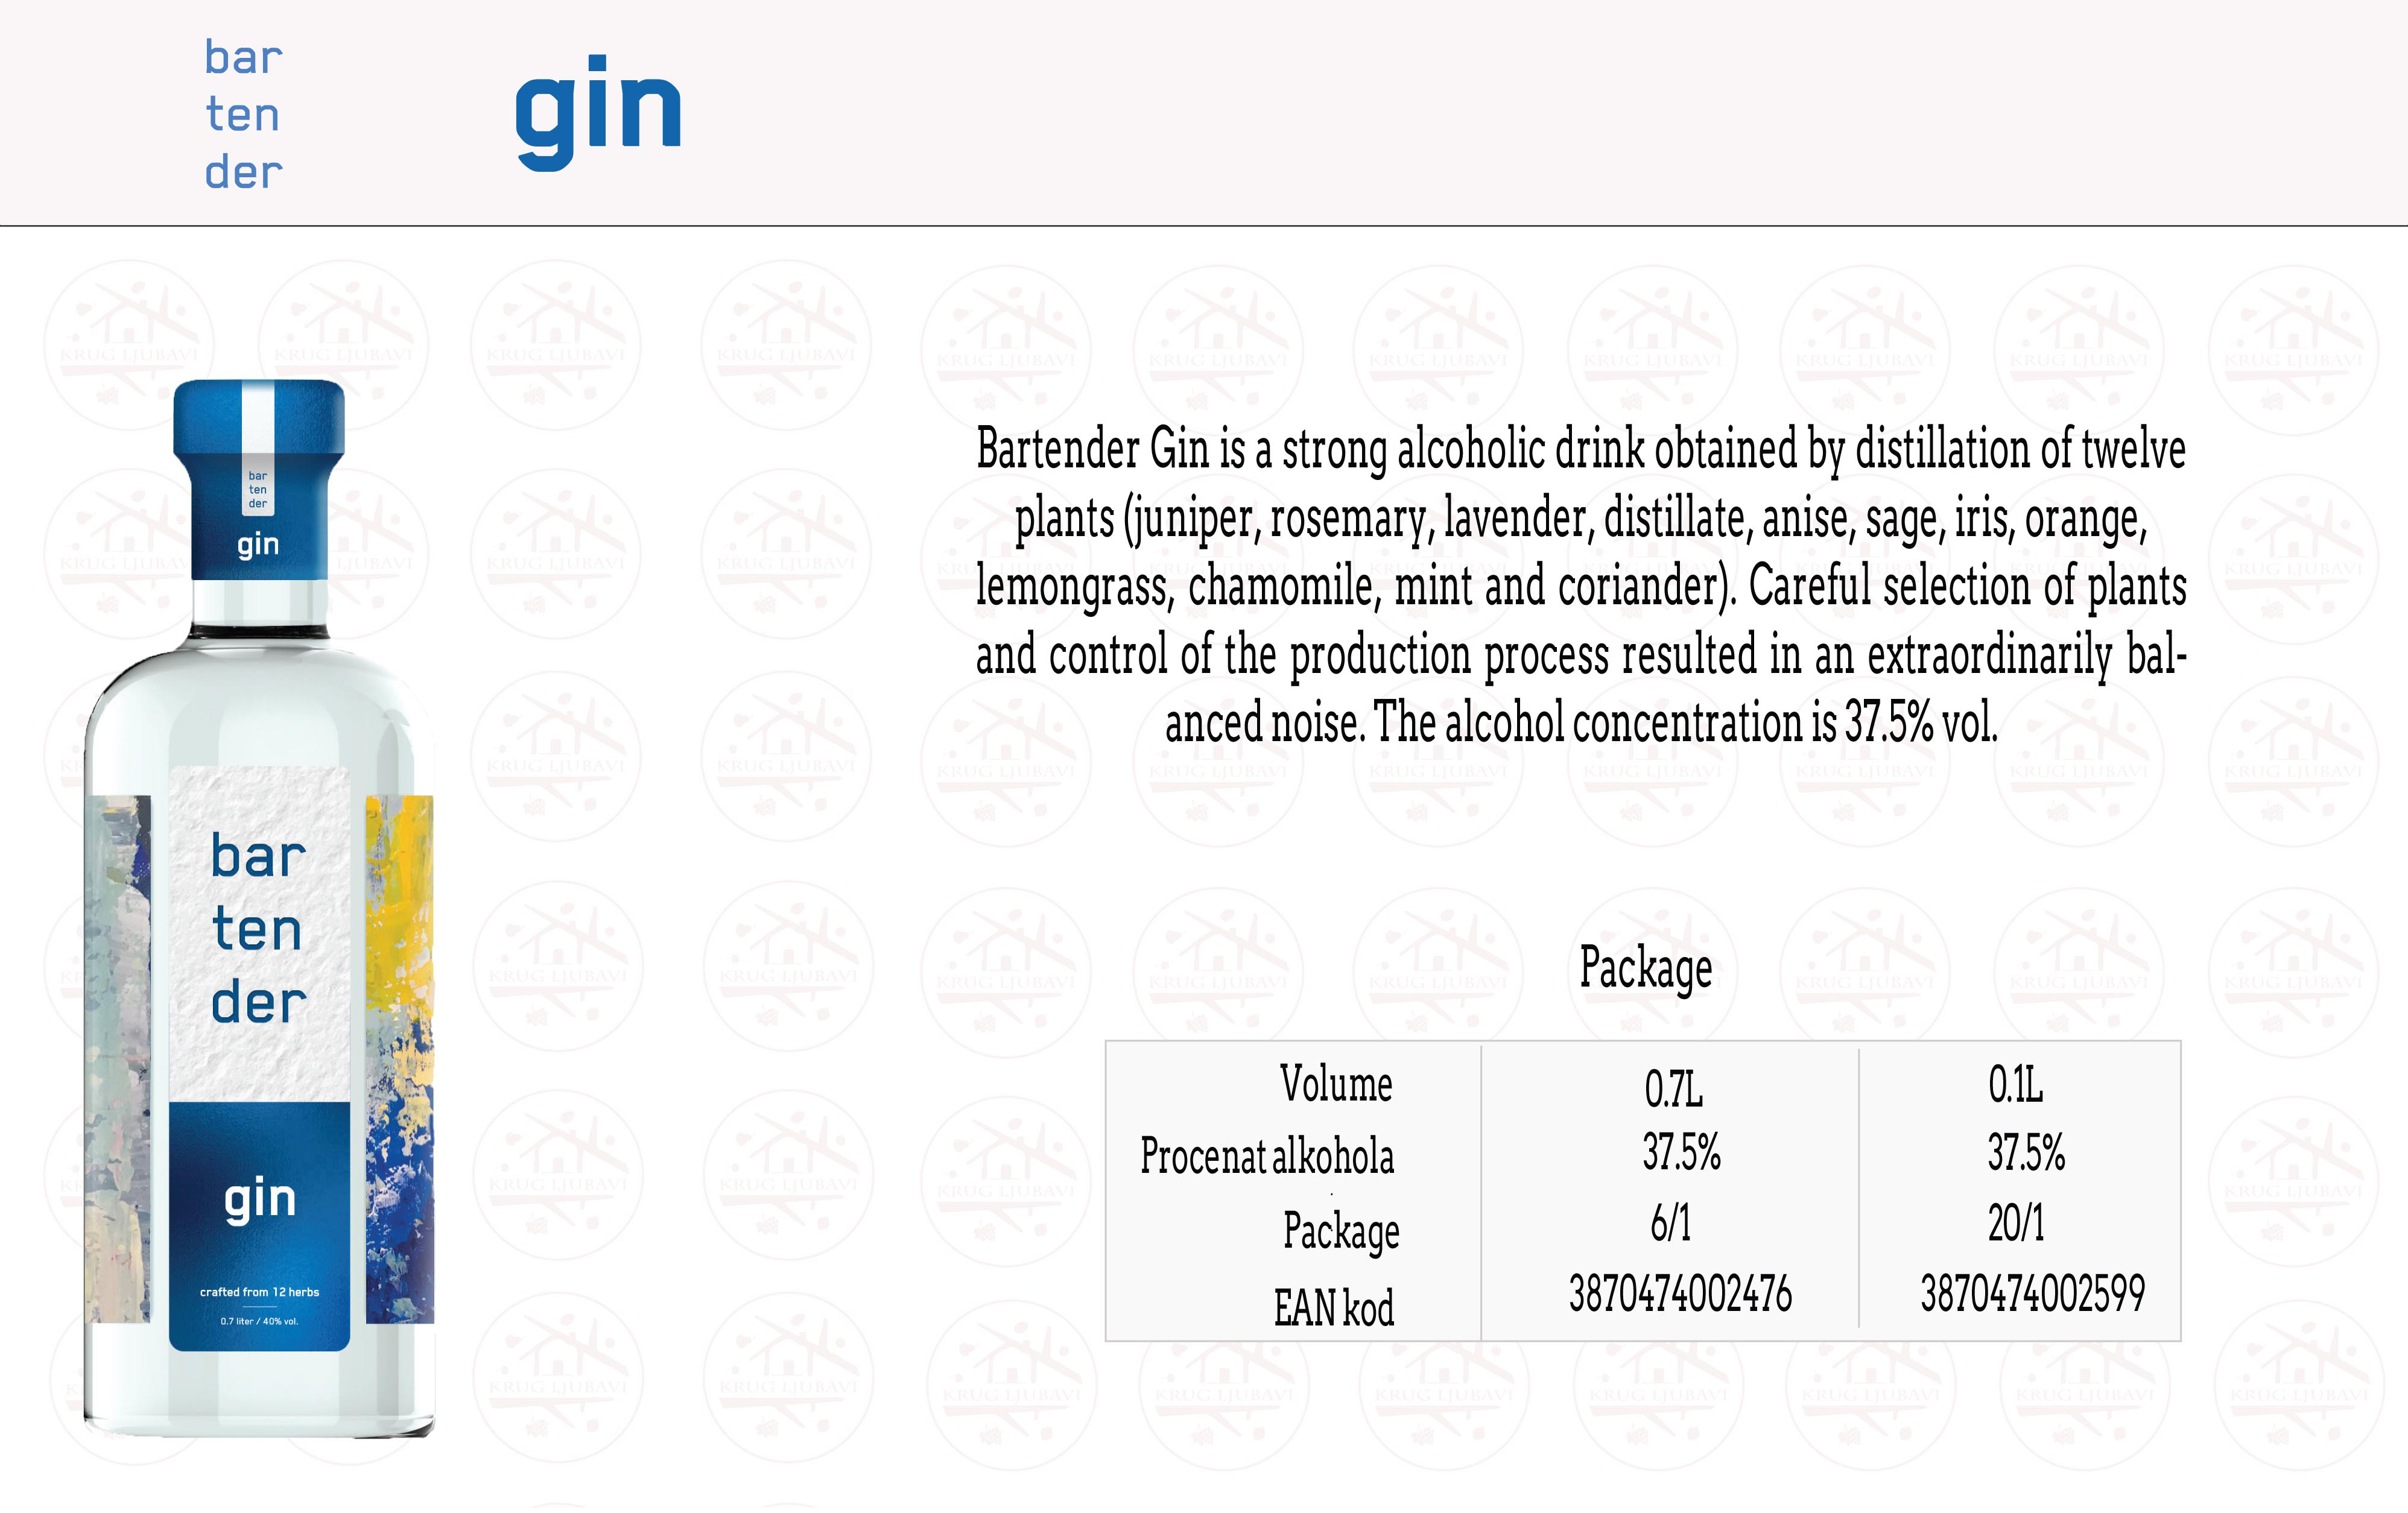 bar
ten
der
gin
KRUG LJUBAVI
bar
ten
der
gin
bar
ten
der
gin
crafted from 12 herbs
0.7 liter / 40% vol.
Bartender Gin is a strong alcoholic drink obtained by distillation of twelve
plants (juniper, rosemary, lavender, distillate, anise, sage, iris, orange,
lemongrass, chamomile, mint and coriander). Careful selection of plants
and control of the production process resulted in an extraordinarily bal-
anced noise. The alcohol concentration is 37.5% vol.
Package
Volume 0.7L 0.1L
Procenat alkohola 37.5% 37.5%
Package 6/1 20/1
EAN kod 3870474002476 3870474002599